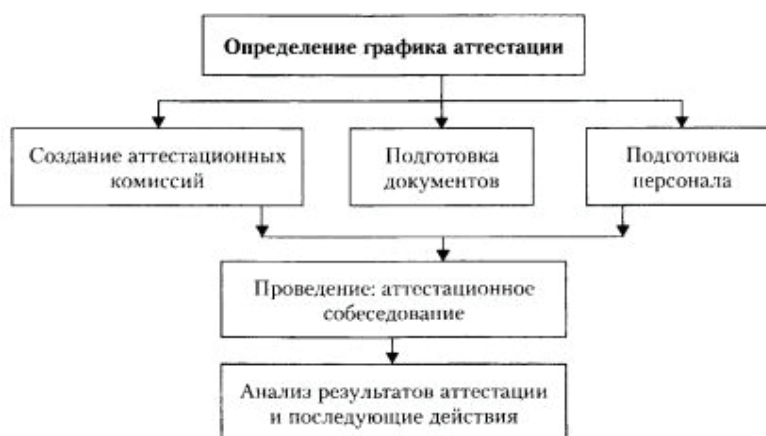 Определение графика аттестации
Создание аттестационных
комиссий
Подготовка
документов
Подготовка
персонала
Проведение: аттестационное
собеседование
Анализ результатов аттестации
и последующие действия